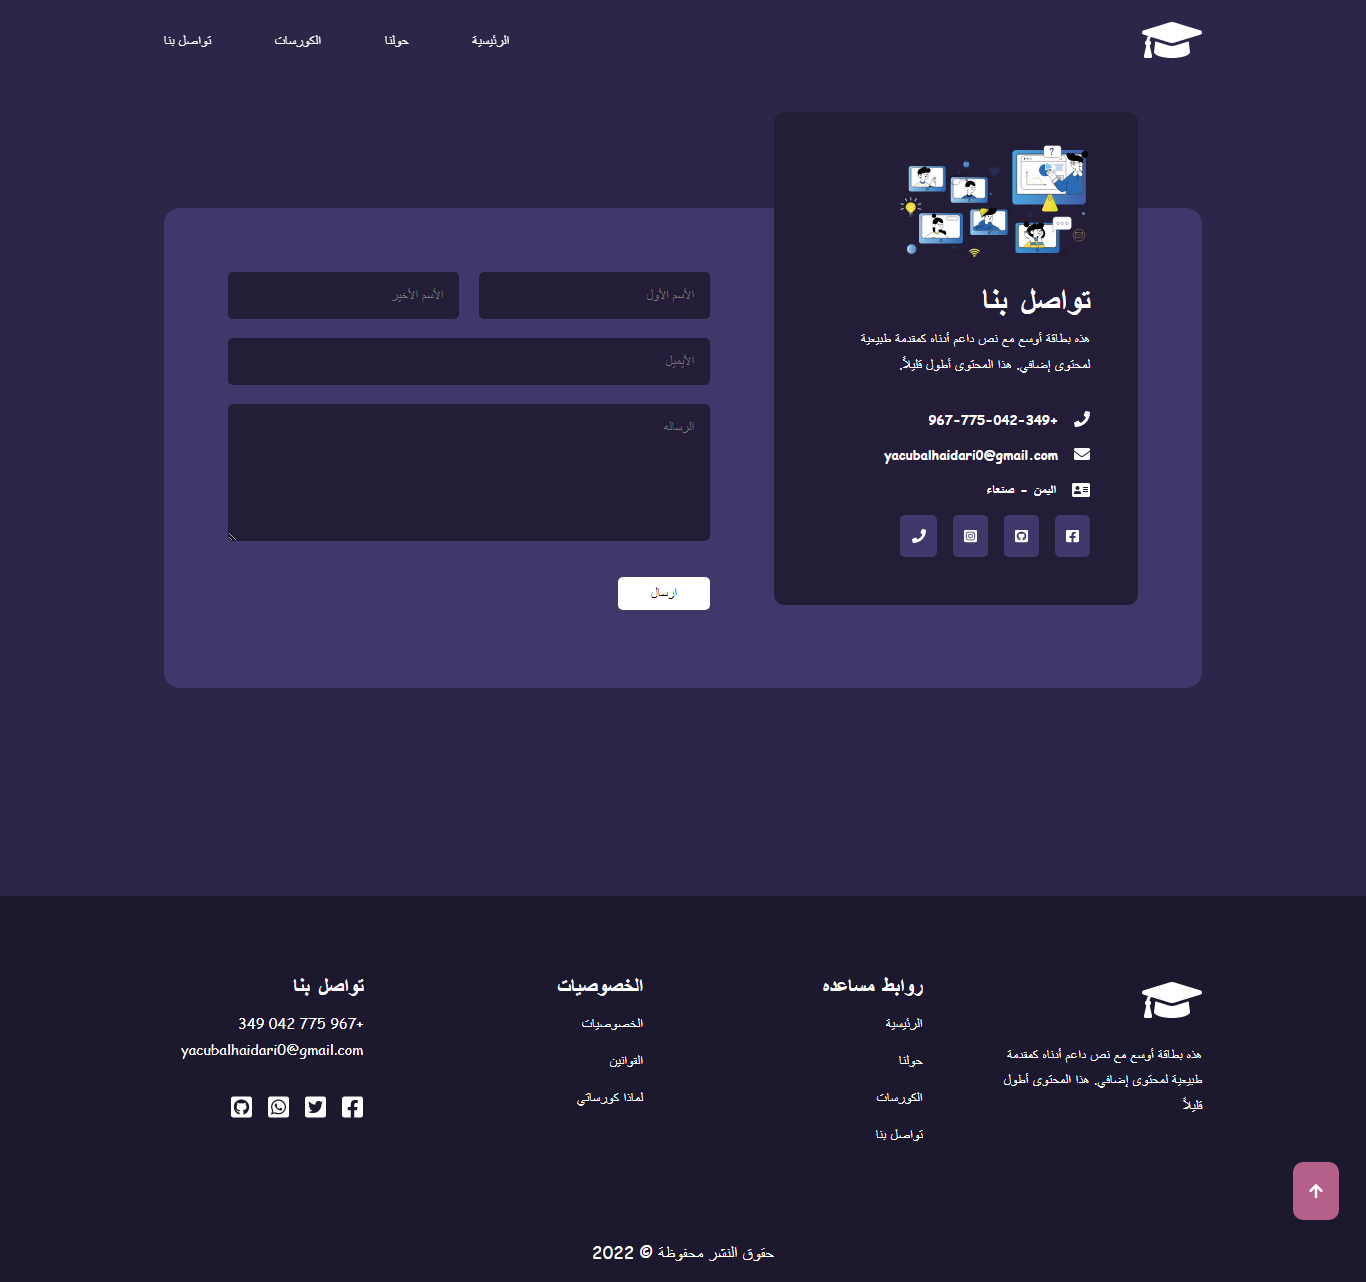 الرئيسية
حولنا
الكورسات
تواصل بنا
?
تواصل بنا
هذه بطاقة أوسع مع نص داعم أدناه كمقدمة طبيعية
لمحتوى إضافي. هذا المحتوى أطول قليلاً.
+967-775-042-349
yacubalhaidari0@gmail.com
اليمن - صنعاء
الأسم الأول
الأسم الأخير
الأيميل
الرساله
ارسال
هذه بطاقة أوسع مع نص داعم أدناه كمقدمة
طبيعية لمحتوى إضافي. هذا المحتوى أطول
قليلاً
روابط مساعده
الرئيسية
حولنا
الكورسات
تواصل بنا
الخصوصيات
الخصوصيات
القوانين
لماذا كورساتي
تواصل بنا
+967 775 042 349
yacubalhaidari0@gmail.com
حقوق النشر محفوظة © 2022